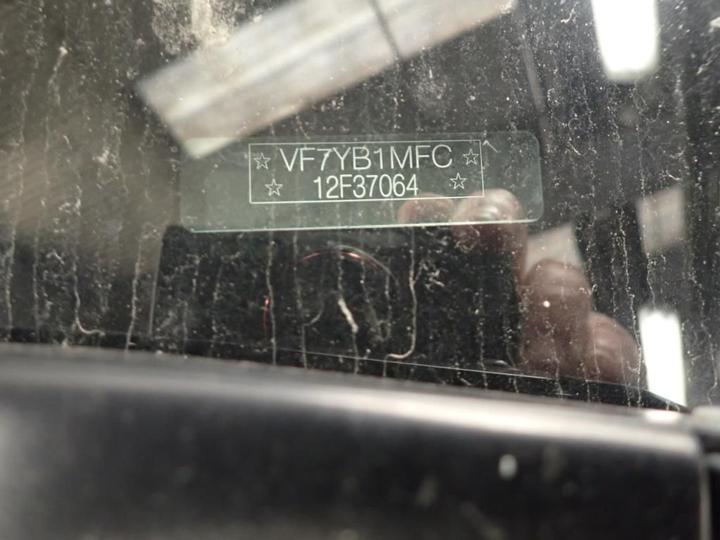 ☆ VF7YB1MFC ☆
☆ 12F37064 ☆